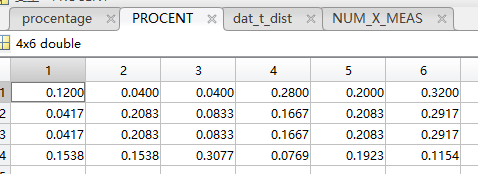 procentage PROCENT dat_t_dist NUM_X_MEAS
4x6 double
1 2 3 4 5 6
1 0.1200 0.0400 0.0400 0.2800 0.2000 0.3200
2 0.0417 0.2083 0.0833 0.1667 0.2083 0.2917
3 0.0417 0.2083 0.0833 0.1667 0.2083 0.2917
4 0.1538 0.1538 0.3077 0.0769 0.1923 0.1154